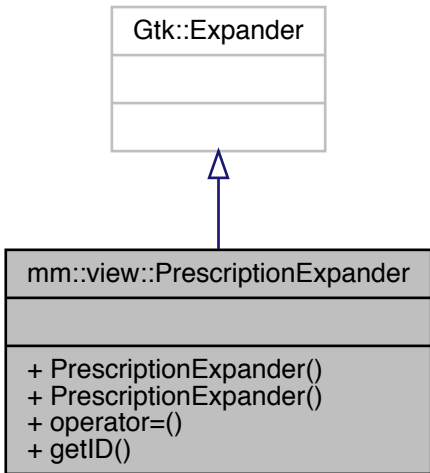 Gtk::Expander
mm::view::PrescriptionExpander
+ PrescriptionExpander()
+ PrescriptionExpander()
+ operator=()
+ getID()